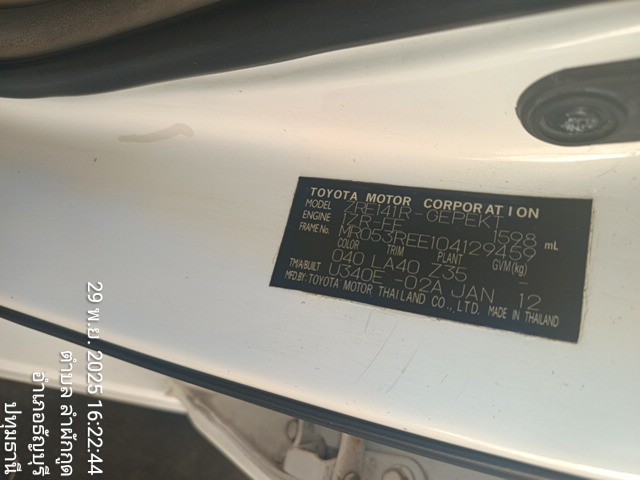 TOYOTA MOTOR CORPORATION
MODEL ZRE141R-GEPEKT
ENGINE 1ZR-FE 1598 mL
FRAME No. MR053REE104129459
COLOR TRIM PLANT GVM(kg)
040 LA40 Z35 -
T/M/A/BUILT U340E -02A JAN 12
MFD.BY:TOYOTA MOTOR THAILAND CO.,LTD. MADE IN THAILAND
29 พ.ย. 2025 16:22:44
ตำบล ลำผักกูด
อำเภอธัญบุรี
ปทุมธานี